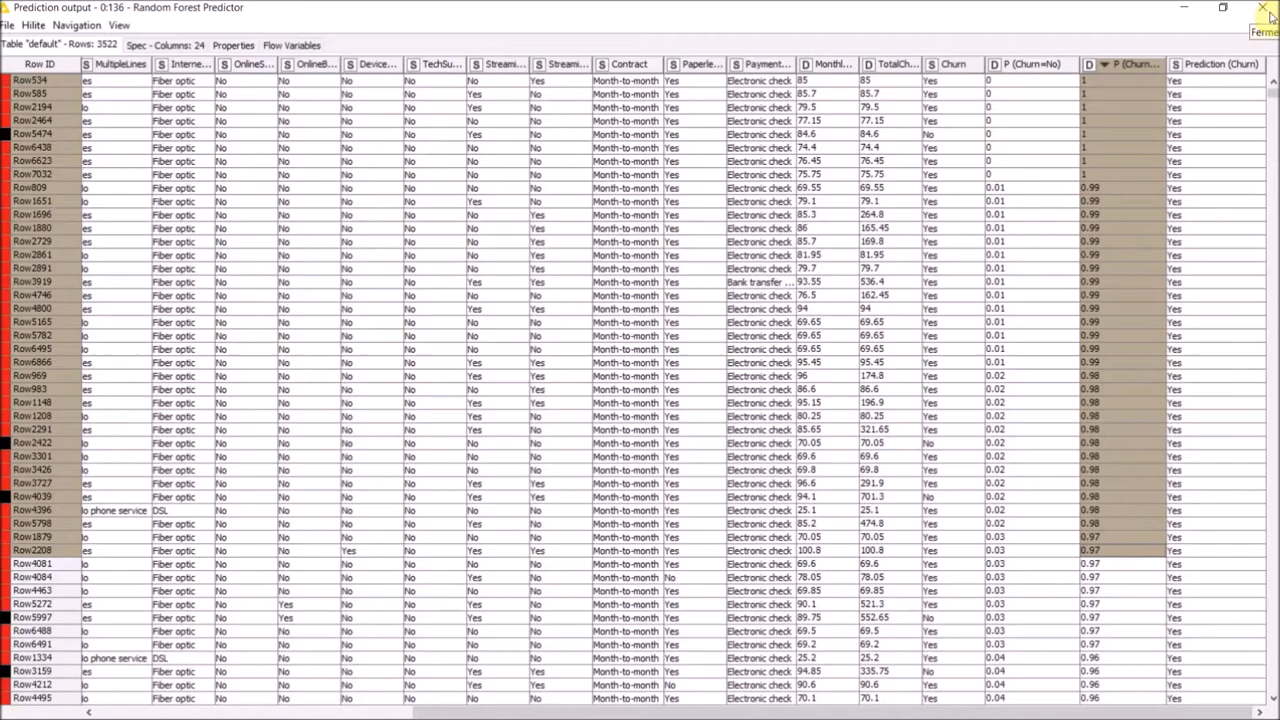 Prediction output - 0:136 - Random Forest Predictor
File Hilite Navigation View
Ferme
Table "default" - Rows: 3522 Spec - Columns: 24 Properties Flow Variables
Row ID S MultipleLines S Interne... S OnlineS... S OnlineB... S Device... S TechSu... S Streami... S Streami... S Contract S Paperle... S Payment... D Monthl... D TotalCh... S Churn D P (Churn=No) D P (Churn... S Prediction (Churn)
Row534 es Fiber optic No No No No No No Month-to-month Yes Electronic check 85 85 Yes 0 1 Yes
Row585 es Fiber optic No No No No Yes No Month-to-month Yes Electronic check 85.7 85.7 Yes 0 1 Yes
Row2194 lo Fiber optic No No No No Yes No Month-to-month Yes Electronic check 79.5 79.5 Yes 0 1 Yes
Row2464 lo Fiber optic No No No No No No Month-to-month Yes Electronic check 77.15 77.15 Yes 0 1 Yes
Row5474 es Fiber optic No No No No Yes No Month-to-month Yes Electronic check 84.6 84.6 No 0 1 Yes
Row6438 es Fiber optic No No No No No No Month-to-month Yes Electronic check 74.4 74.4 Yes 0 1 Yes
Row6623 es Fiber optic No No No No No No Month-to-month Yes Electronic check 76.45 76.45 Yes 0 1 Yes
Row7032 es Fiber optic No No No No No No Month-to-month Yes Electronic check 75.75 75.75 Yes 0 1 Yes
Row809 lo Fiber optic No No No No No No Month-to-month Yes Electronic check 69.55 69.55 Yes 0.01 0.99 Yes
Row1651 lo Fiber optic No No No No Yes No Month-to-month Yes Electronic check 79.1 79.1 Yes 0.01 0.99 Yes
Row1696 es Fiber optic No No No No No Yes Month-to-month Yes Electronic check 85.3 264.8 Yes 0.01 0.99 Yes
Row1880 es Fiber optic No No No No No Yes Month-to-month Yes Electronic check 86 165.45 Yes 0.01 0.99 Yes
Row2729 es Fiber optic No No No No No Yes Month-to-month Yes Electronic check 85.7 169.8 Yes 0.01 0.99 Yes
Row2861 lo Fiber optic No No No No No Yes Month-to-month Yes Electronic check 81.95 81.95 Yes 0.01 0.99 Yes
Row2891 lo Fiber optic No No No No No Yes Month-to-month Yes Electronic check 79.7 79.7 Yes 0.01 0.99 Yes
Row3919 es Fiber optic No No No No Yes Yes Month-to-month Yes Bank transfer ... 93.55 536.4 Yes 0.01 0.99 Yes
Row4746 es Fiber optic No No No No No No Month-to-month Yes Electronic check 76.5 162.45 Yes 0.01 0.99 Yes
Row4800 es Fiber optic No No No No Yes Yes Month-to-month Yes Electronic check 94 94 Yes 0.01 0.99 Yes
Row5165 lo Fiber optic No No No No No No Month-to-month Yes Electronic check 69.65 69.65 Yes 0.01 0.99 Yes
Row5782 lo Fiber optic No No No No No No Month-to-month Yes Electronic check 69.65 69.65 Yes 0.01 0.99 Yes
Row6495 lo Fiber optic No No No No No No Month-to-month Yes Electronic check 69.65 69.65 Yes 0.01 0.99 Yes
Row6866 es Fiber optic No No No No Yes Yes Month-to-month Yes Electronic check 95.45 95.45 Yes 0.01 0.99 Yes
Row969 es Fiber optic No No No No Yes Yes Month-to-month Yes Electronic check 96 174.8 Yes 0.02 0.98 Yes
Row983 es Fiber optic No No No No No Yes Month-to-month Yes Electronic check 86.6 86.6 Yes 0.02 0.98 Yes
Row1148 es Fiber optic No No No No Yes Yes Month-to-month Yes Electronic check 95.15 196.9 Yes 0.02 0.98 Yes
Row1208 lo Fiber optic No No No No Yes No Month-to-month Yes Electronic check 80.25 80.25 Yes 0.02 0.98 Yes
Row2291 es Fiber optic No No No No Yes No Month-to-month Yes Electronic check 85.65 321.65 Yes 0.02 0.98 Yes
Row2422 lo Fiber optic No No No No No No Month-to-month Yes Electronic check 70.05 70.05 No 0.02 0.98 Yes
Row3301 lo Fiber optic No No No No No No Month-to-month Yes Electronic check 69.6 69.6 Yes 0.02 0.98 Yes
Row3426 lo Fiber optic No No No No No No Month-to-month Yes Electronic check 69.8 69.8 Yes 0.02 0.98 Yes
Row3727 es Fiber optic No No No No Yes Yes Month-to-month Yes Electronic check 96.6 291.9 Yes 0.02 0.98 Yes
Row4039 es Fiber optic No No No No Yes Yes Month-to-month Yes Electronic check 94.1 701.3 No 0.02 0.98 Yes
Row4396 lo phone service DSL No No No No No No Month-to-month Yes Electronic check 25.1 25.1 Yes 0.02 0.98 Yes
Row5798 es Fiber optic No No No No Yes No Month-to-month Yes Electronic check 85.2 474.8 Yes 0.02 0.98 Yes
Row1879 lo Fiber optic No No No No No No Month-to-month Yes Electronic check 70.05 70.05 Yes 0.03 0.97 Yes
Row2208 es Fiber optic No No Yes No Yes Yes Month-to-month Yes Electronic check 100.8 100.8 Yes 0.03 0.97 Yes
Row4081 lo Fiber optic No No No No No No Month-to-month Yes Electronic check 69.6 69.6 Yes 0.03 0.97 Yes
Row4084 lo Fiber optic No No No No Yes No Month-to-month No Electronic check 78.05 78.05 Yes 0.03 0.97 Yes
Row4463 lo Fiber optic No No No No No No Month-to-month Yes Electronic check 69.85 69.85 Yes 0.03 0.97 Yes
Row5272 es Fiber optic No Yes No No No Yes Month-to-month Yes Electronic check 90.1 521.3 Yes 0.03 0.97 Yes
Row5997 es Fiber optic No Yes No No Yes No Month-to-month Yes Electronic check 89.75 552.65 No 0.03 0.97 Yes
Row6488 lo Fiber optic No No No No No No Month-to-month Yes Electronic check 69.5 69.5 Yes 0.03 0.97 Yes
Row6491 lo Fiber optic No No No No No No Month-to-month Yes Electronic check 69.2 69.2 Yes 0.03 0.97 Yes
Row1334 lo phone service DSL No No No No No No Month-to-month Yes Electronic check 25.2 25.2 Yes 0.04 0.96 Yes
Row3159 es Fiber optic No No No No Yes Yes Month-to-month Yes Electronic check 94.85 335.75 No 0.04 0.96 Yes
Row4212 lo Fiber optic No No No No Yes Yes Month-to-month No Electronic check 90.6 90.6 Yes 0.04 0.96 Yes
Row4495 lo Fiber optic No No No No No No Month-to-month Yes Electronic check 70.1 70.1 Yes 0.04 0.96 Yes